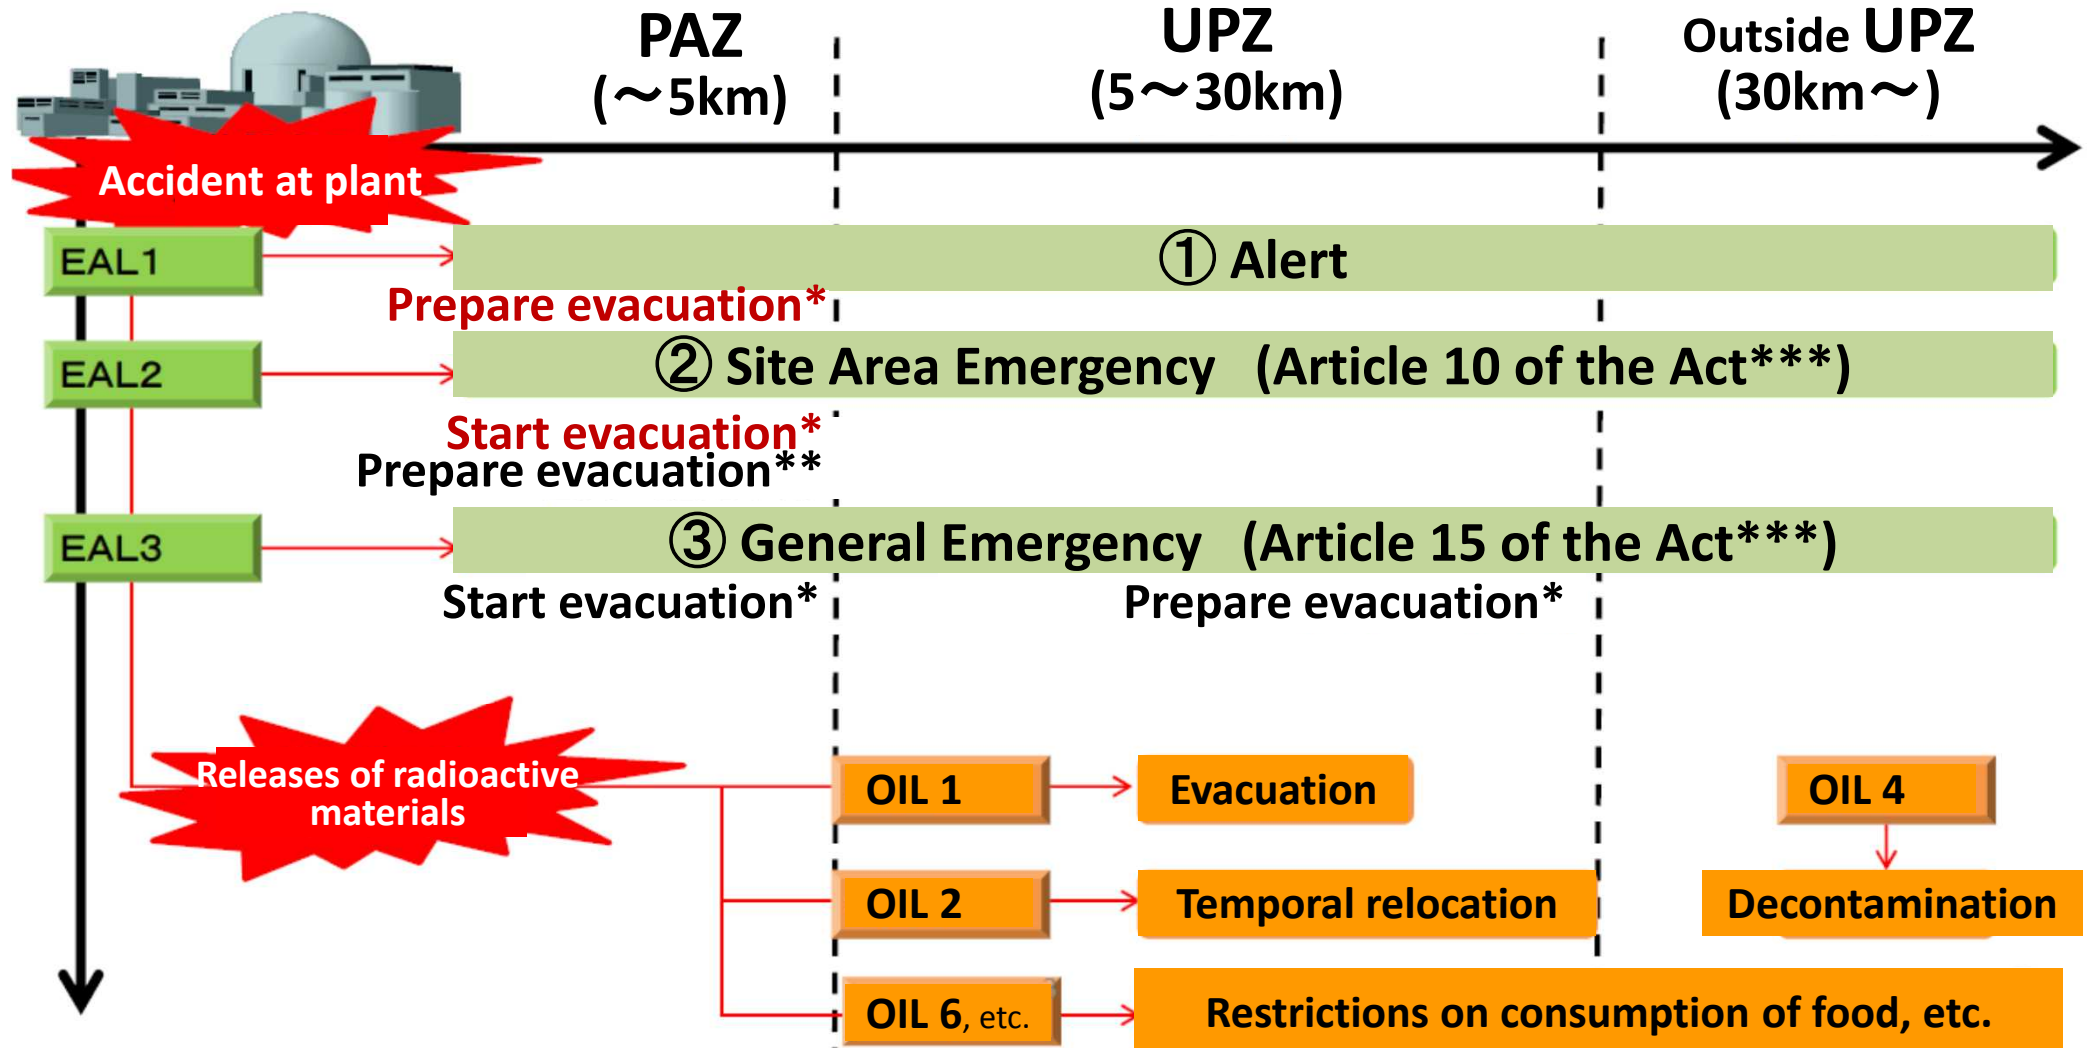 PAZ
(～5km)
UPZ
(5～30km)
Outside UPZ
(30km～)
Accident at plant
EAL1
① Alert
Prepare evacuation*
EAL2
② Site Area Emergency (Article 10 of the Act***)
Start evacuation*
Prepare evacuation**
EAL3
③ General Emergency (Article 15 of the Act***)
Start evacuation*
Prepare evacuation*
Releases of radioactive
materials
OIL 1
Evacuation
OIL 4
OIL 2
Temporal relocation
Decontamination
OIL 6, etc.
Restrictions on consumption of food, etc.